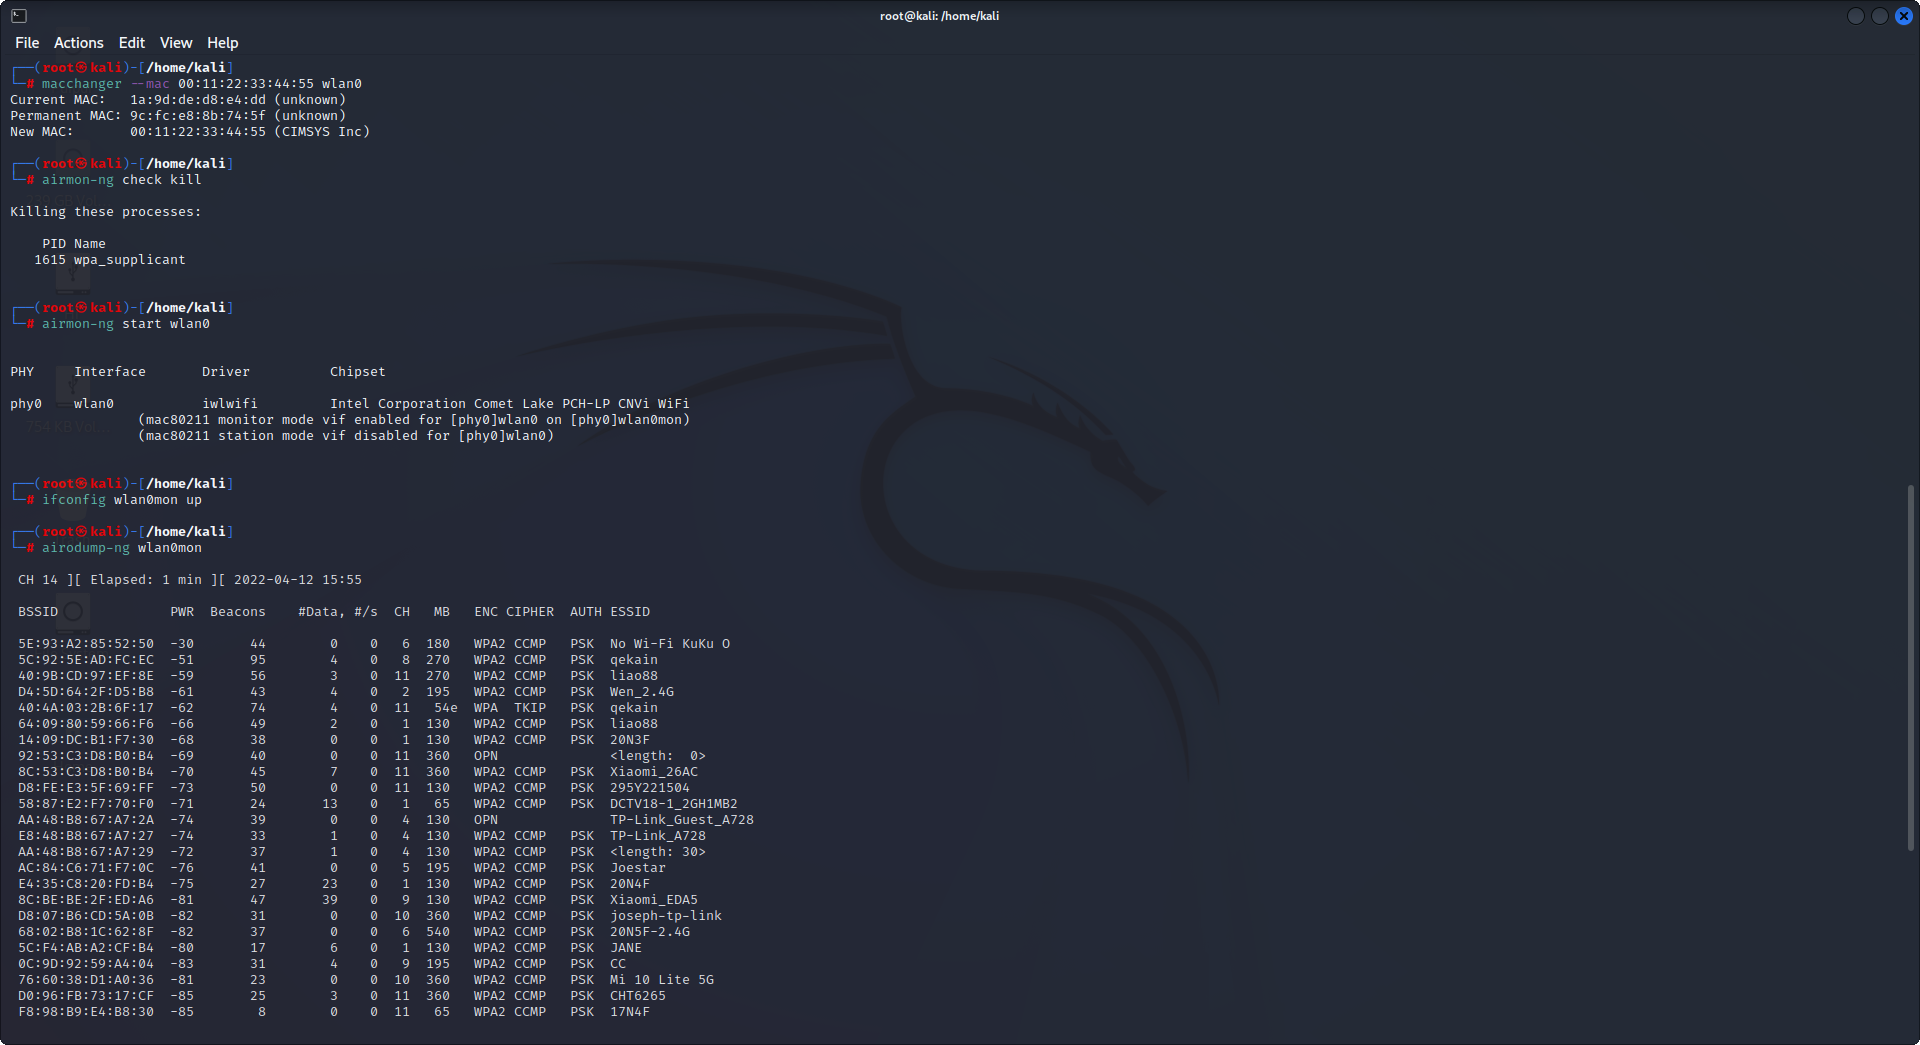 root@kali: /home/kali
File Actions Edit View Help
(root㉿kali)-[/home/kali]
# macchanger --mac 00:11:22:33:44:55 wlan0
Current MAC:   1a:9d:de:d8:e4:dd (unknown)
Permanent MAC: 9c:fc:e8:8b:74:5f (unknown)
New MAC:       00:11:22:33:44:55 (CIMSYS Inc)
(root㉿kali)-[/home/kali]
# airmon-ng check kill
Killing these processes:
PID Name
1615 wpa_supplicant
(root㉿kali)-[/home/kali]
# airmon-ng start wlan0
PHY     Interface       Driver          Chipset
phy0    wlan0           iwlwifi         Intel Corporation Comet Lake PCH-LP CNVi WiFi
(mac80211 monitor mode vif enabled for [phy0]wlan0 on [phy0]wlan0mon)
(mac80211 station mode vif disabled for [phy0]wlan0)
(root㉿kali)-[/home/kali]
# ifconfig wlan0mon up
(root㉿kali)-[/home/kali]
# airodump-ng wlan0mon
CH 14 ][ Elapsed: 1 min ][ 2022-04-12 15:55
BSSID              PWR  Beacons    #Data, #/s  CH   MB   ENC CIPHER  AUTH ESSID
5E:93:A2:85:52:50  -30       44        0    0   6  180   WPA2 CCMP   PSK  No Wi-Fi KuKu O
5C:92:5E:AD:FC:EC  -51       95        4    0   8  270   WPA2 CCMP   PSK  qekain
40:9B:CD:97:EF:8E  -59       56        3    0  11  270   WPA2 CCMP   PSK  liao88
D4:5D:64:2F:D5:B8  -61       43        4    0   2  195   WPA2 CCMP   PSK  Wen_2.4G
40:4A:03:2B:6F:17  -62       74        4    0  11   54e  WPA  TKIP   PSK  qekain
64:09:80:59:66:F6  -66       49        2    0   1  130   WPA2 CCMP   PSK  liao88
14:09:DC:B1:F7:30  -68       38        0    0   1  130   WPA2 CCMP   PSK  20N3F
92:53:C3:D8:B0:B4  -69       40        0    0  11  360   OPN              <length:  0>
8C:53:C3:D8:B0:B4  -70       45        7    0  11  360   WPA2 CCMP   PSK  Xiaomi_26AC
D8:FE:E3:5F:69:FF  -73       50        0    0  11  130   WPA2 CCMP   PSK  295Y221504
58:87:E2:F7:70:F0  -71       24       13    0   1   65   WPA2 CCMP   PSK  DCTV18-1_2GH1MB2
AA:48:B8:67:A7:2A  -74       39        0    0   4  130   OPN              TP-Link_Guest_A728
E8:48:B8:67:A7:27  -74       33        1    0   4  130   WPA2 CCMP   PSK  TP-Link_A728
AA:48:B8:67:A7:29  -72       37        1    0   4  130   WPA2 CCMP   PSK  <length: 30>
AC:84:C6:71:F7:0C  -76       41        0    0   5  195   WPA2 CCMP   PSK  Joestar
E4:35:C8:20:FD:B4  -75       27       23    0   1  130   WPA2 CCMP   PSK  20N4F
8C:BE:BE:2F:ED:A6  -81       47       39    0   9  130   WPA2 CCMP   PSK  Xiaomi_EDA5
D8:07:B6:CD:5A:0B  -82       31        0    0  10  360   WPA2 CCMP   PSK  joseph-tp-link
68:02:B8:1C:62:8F  -82       37        0    0   6  540   WPA2 CCMP   PSK  20N5F-2.4G
5C:F4:AB:A2:CF:B4  -80       17        6    0   1  130   WPA2 CCMP   PSK  JANE
0C:9D:92:59:A4:04  -83       31        4    0   9  195   WPA2 CCMP   PSK  CC
76:60:38:D1:A0:36  -81       23        0    0  10  360   WPA2 CCMP   PSK  Mi 10 Lite 5G
D0:96:FB:73:17:CF  -85       25        3    0  11  360   WPA2 CCMP   PSK  CHT6265
F8:98:B9:E4:B8:30  -85        8        0    0  11   65   WPA2 CCMP   PSK  17N4F